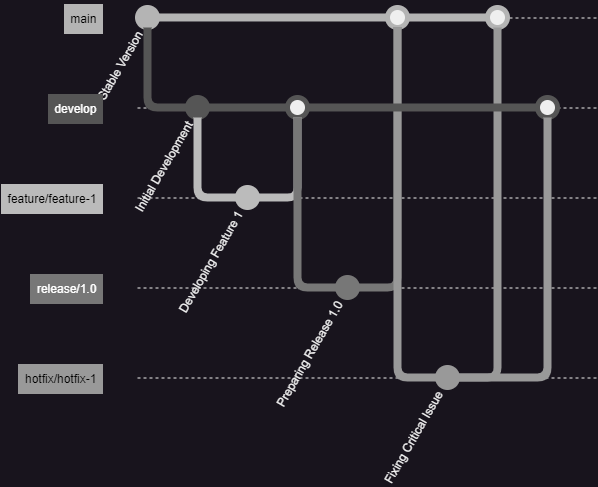 main
Stable Version
develop
Initial Development
feature/feature-1
Developing Feature 1
release/1.0
Preparing Release 1.0
hotfix/hotfix-1
Fixing Critical Issue